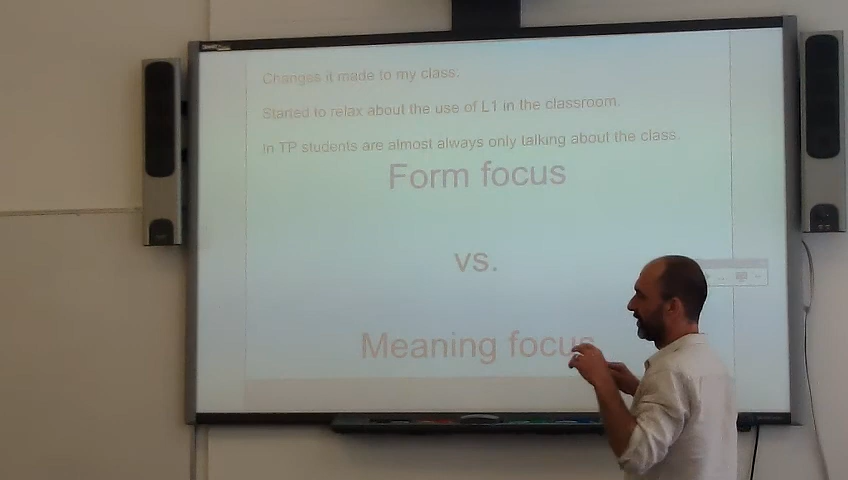 Changes it made to my class.
Started to relax about the use of L1 in the classroom.
In TP students are almost always only talking about the class.
Form focus
vs.
Meaning focus